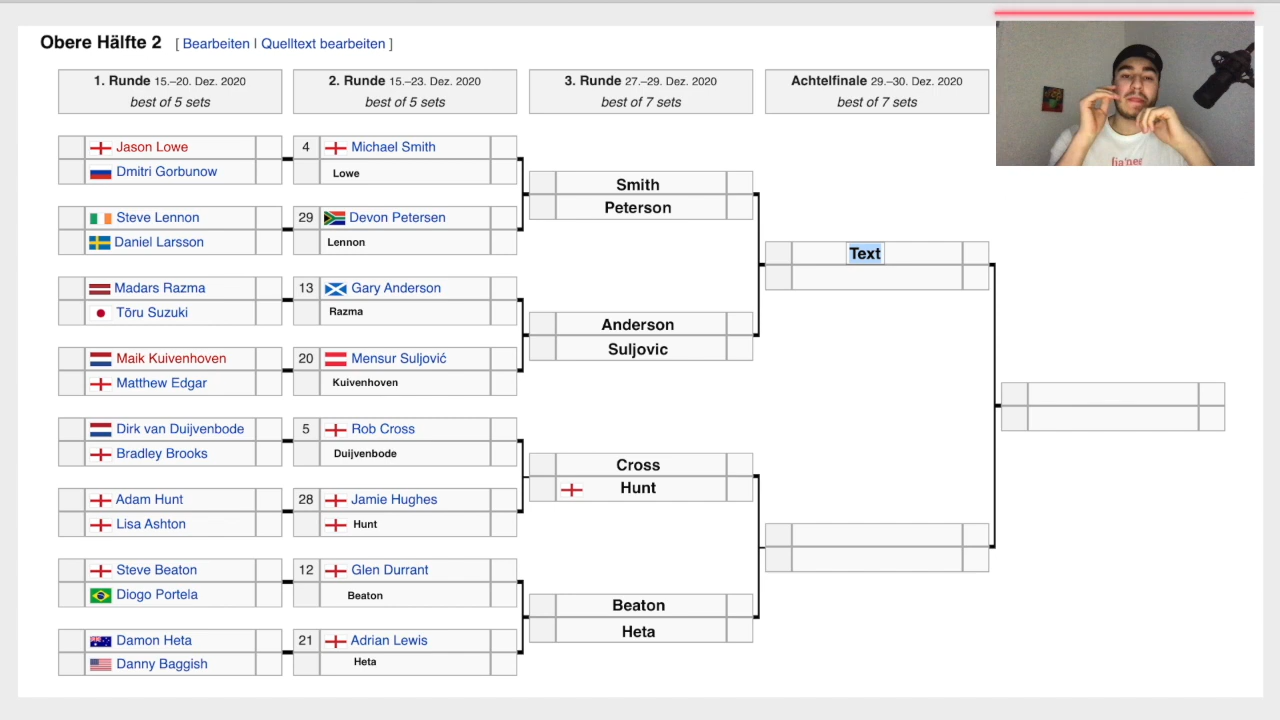 Obere Hälfte 2 [ Bearbeiten | Quelltext bearbeiten ]
1. Runde 15.–20. Dez. 2020
best of 5 sets
2. Runde 15.–23. Dez. 2020
best of 5 sets
3. Runde 27.–29. Dez. 2020
best of 7 sets
Achtelfinale 29.–30. Dez. 2020
best of 7 sets
Jason Lowe
Dmitri Gorbunow
Steve Lennon
Daniel Larsson
Madars Razma
Tōru Suzuki
Maik Kuivenhoven
Matthew Edgar
Dirk van Duijvenbode
Bradley Brooks
Adam Hunt
Lisa Ashton
Steve Beaton
Diogo Portela
Damon Heta
Danny Baggish
4 Michael Smith
Lowe
29 Devon Petersen
Lennon
13 Gary Anderson
Razma
20 Mensur Suljović
Kuivenhoven
5 Rob Cross
Duijvenbode
28 Jamie Hughes
Hunt
12 Glen Durrant
Beaton
21 Adrian Lewis
Heta
Smith
Peterson
Anderson
Suljovic
Cross
Hunt
Beaton
Heta
Text